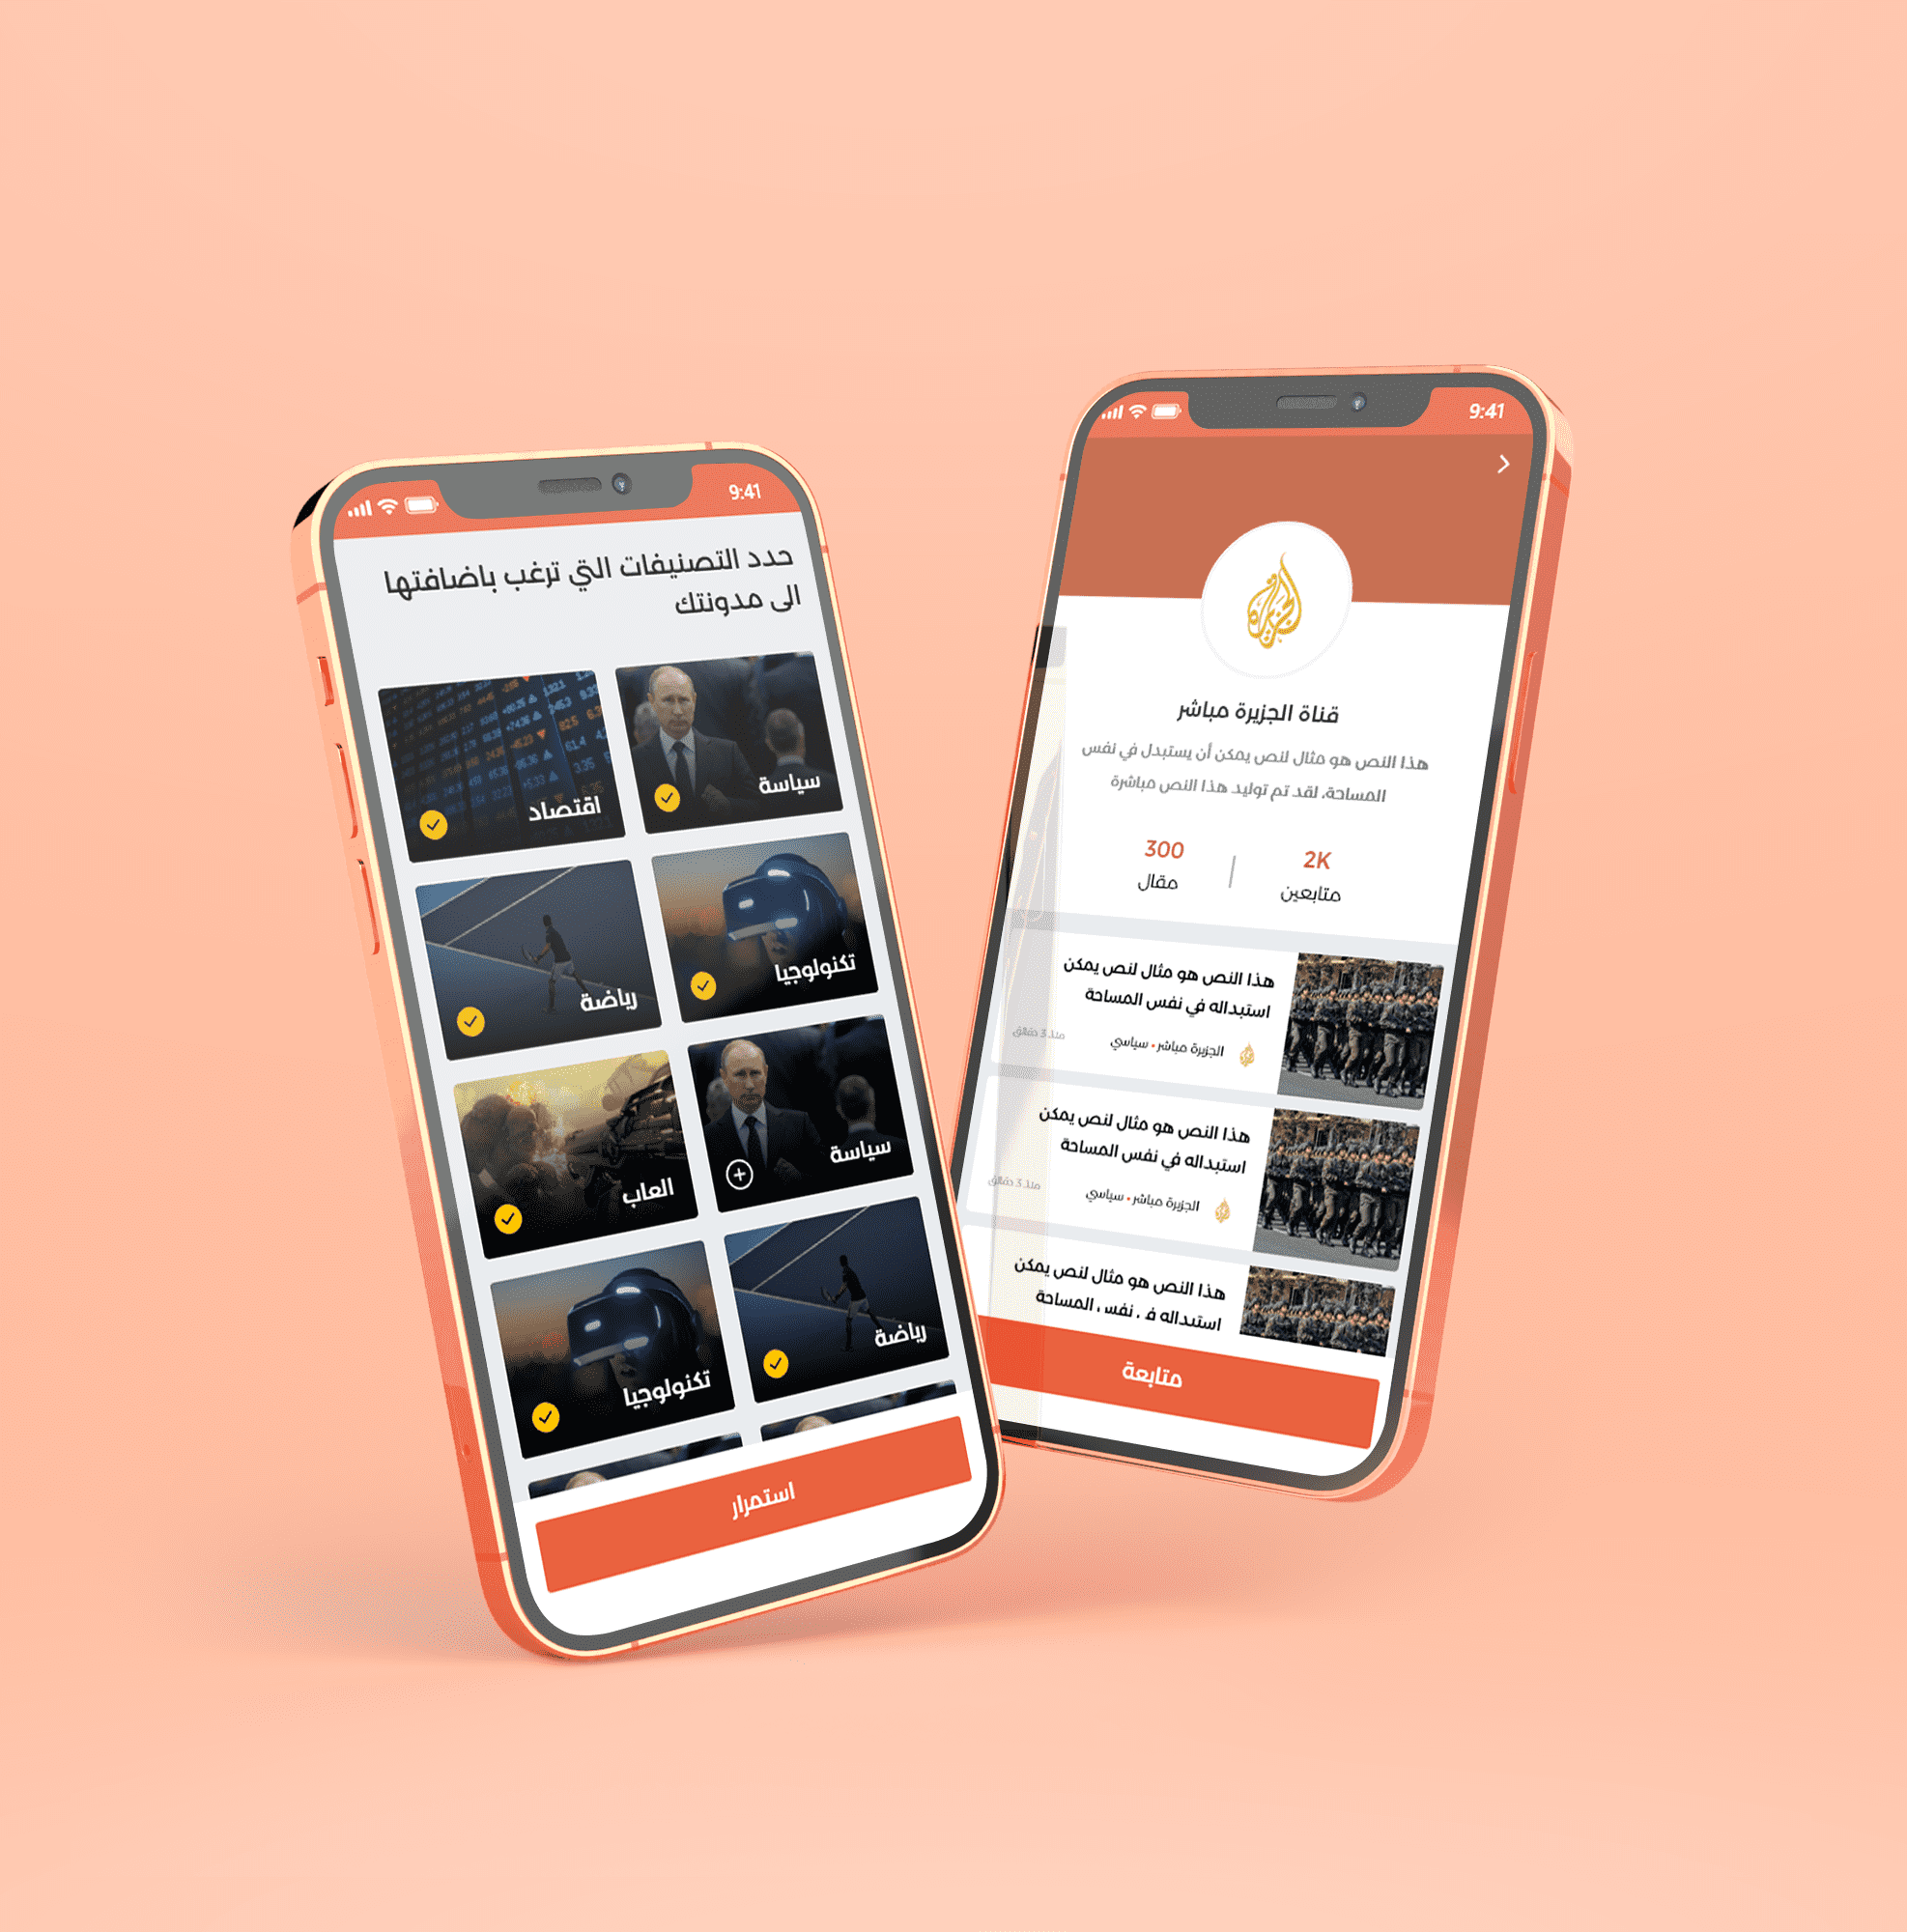 9:41
حدد التصنيفات التي ترغب باضافتها
الى مدونتك
سياسة
اقتصاد
تكنولوجيا
رياضة
سياسة
العاب
رياضة
تكنولوجيا
استمرار
9:41
الجزيرة
قناة الجزيرة مباشر
هذا النص هو مثال لنص يمكن أن يستبدل في نفس
المساحة، لقد تم توليد هذا النص مباشرة
2K
متابعين
300
مقال
هذا النص هو مثال لنص يمكن
استبداله في نفس المساحة
الجزيرة مباشر • سياسي
منذ 3 دقائق
هذا النص هو مثال لنص يمكن
استبداله في نفس المساحة
الجزيرة مباشر • سياسي
منذ 3 دقائق
هذا النص هو مثال لنص يمكن
استبداله في نفس المساحة
متابعة